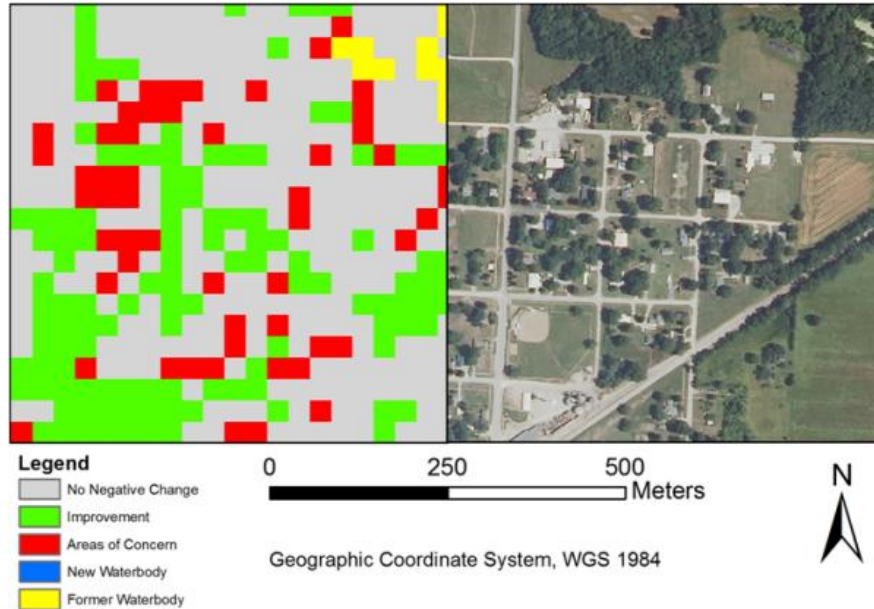 Legend
No Negative Change
Improvement
Areas of Concern
New Waterbody
Former Waterbody
0 250 500
Meters
Geographic Coordinate System, WGS 1984
N